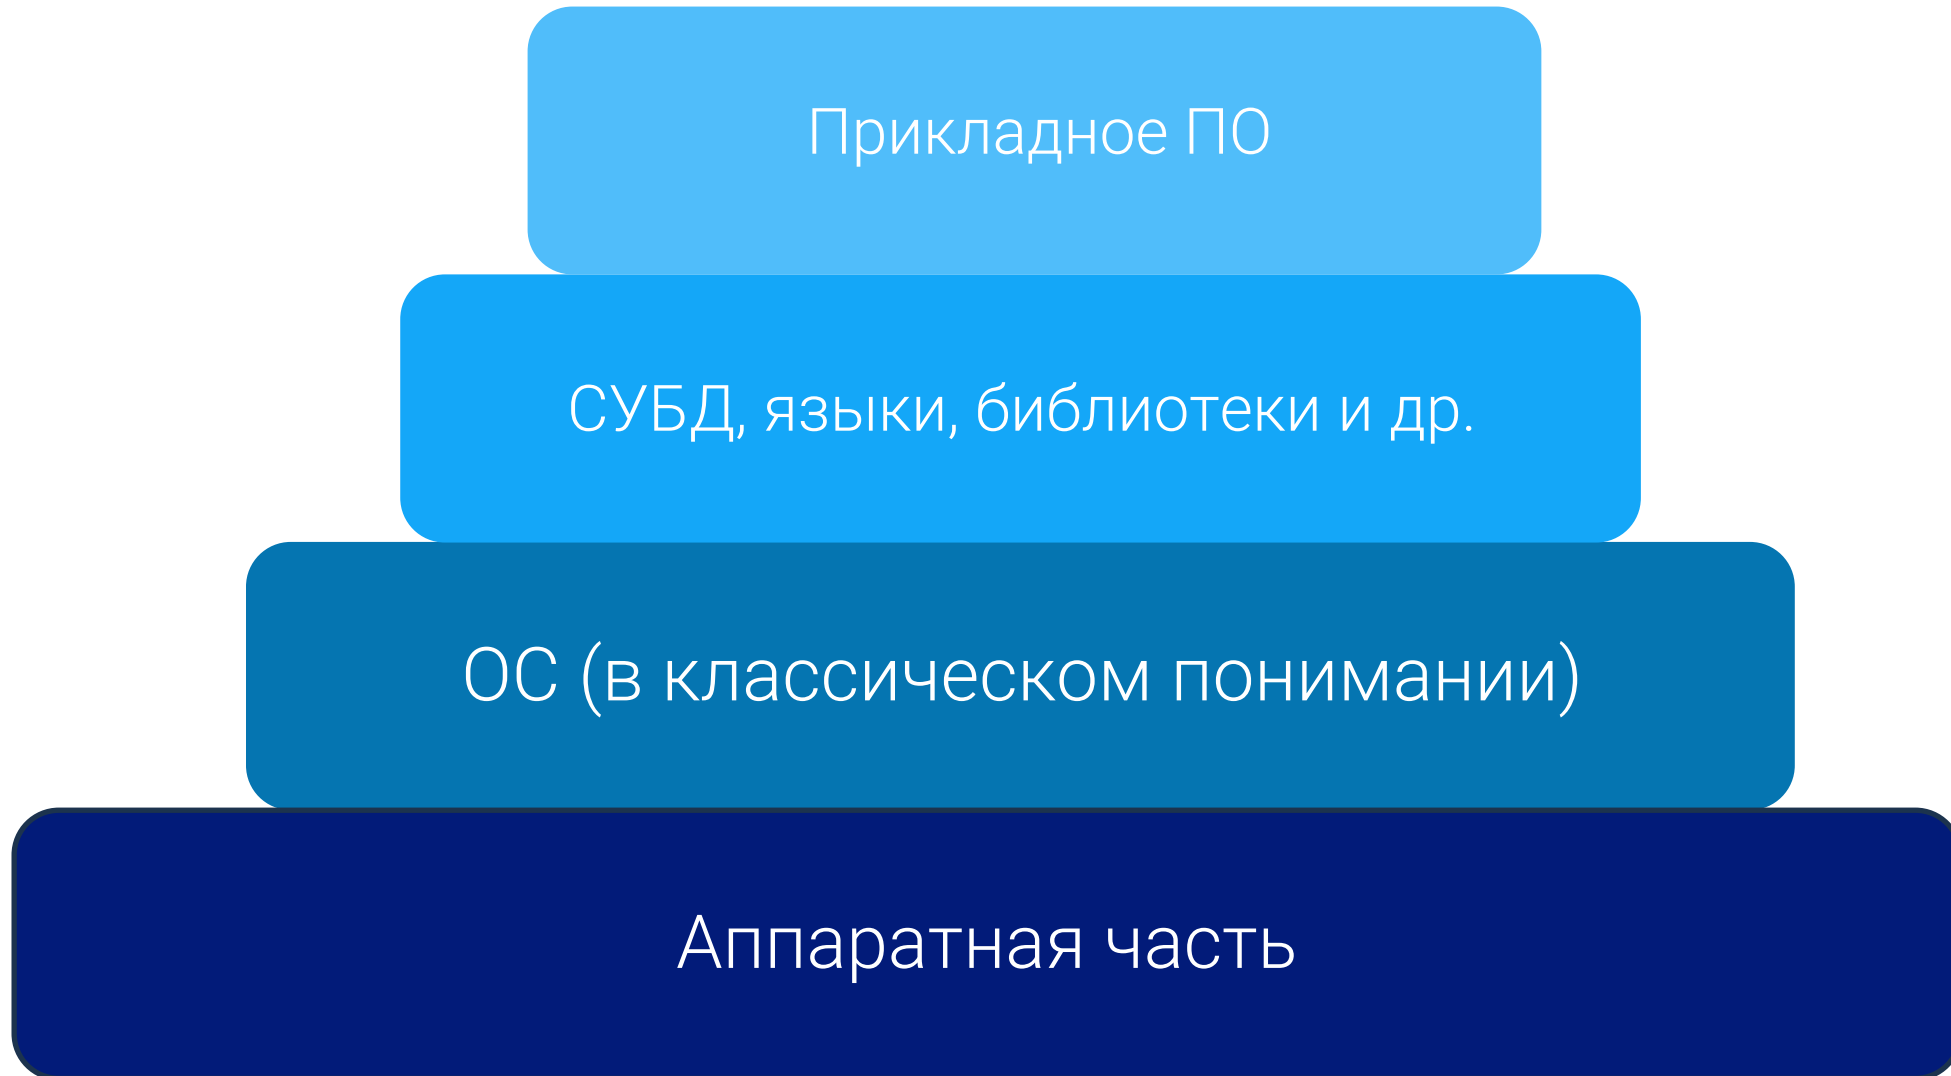 Прикладное ПО
СУБД, языки, библиотеки и др.
ОС (в классическом понимании)
Аппаратная часть